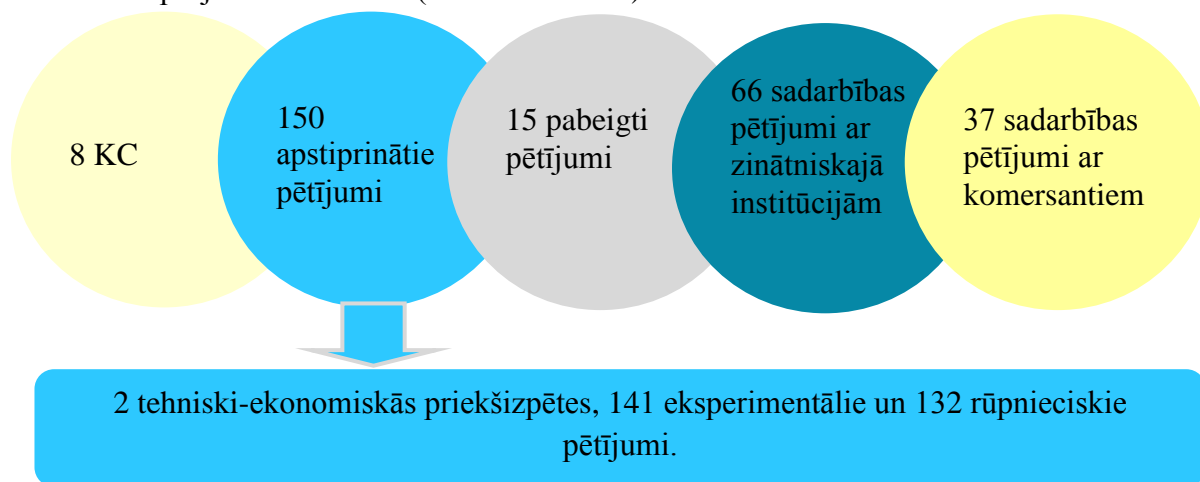 8 KC
150
apstiprinātie
pētījumi
15 pabeigti
pētījumi
66 sadarbības
pētījumi ar
zinātniskajā
institūcijām
37 sadarbības
pētījumi ar
komersantiem
2 tehniski-ekonomiskās priekšizpētes, 141 eksperimentālie un 132 rūpnieciskie
pētījumi.